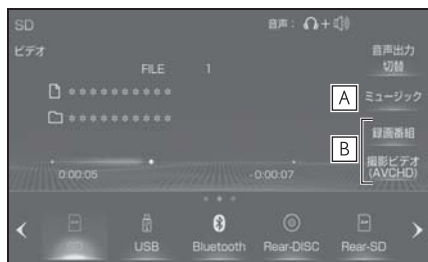 SD
音声：
ビデオ
音声出力
切替
FILE 1
A
ミュージック
B
録画番組
撮影ビデオ
(AVCHD)
0:00:05
-0:00:07
SD
USB
Bluetooth
Rear-DISC
Rear-SD